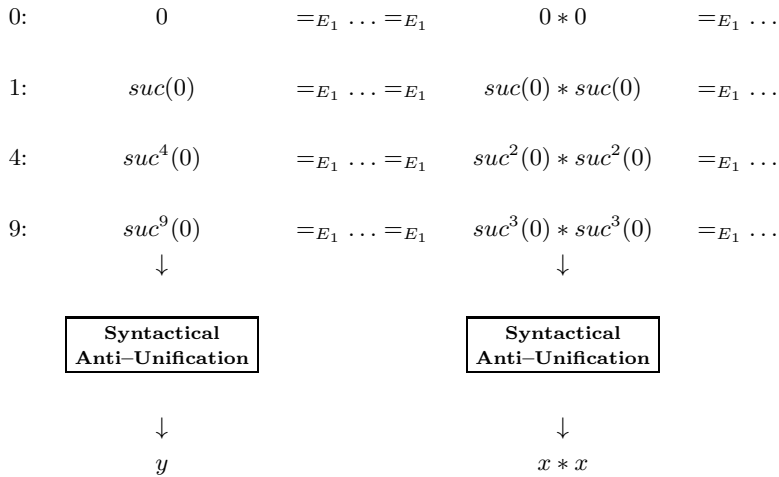 0: 0 =E₁ … =E₁ 0 ∗ 0 =E₁ …
1: suc(0) =E₁ … =E₁ suc(0) ∗ suc(0) =E₁ …
4: suc⁴(0) =E₁ … =E₁ suc²(0) ∗ suc²(0) =E₁ …
9: suc⁹(0) =E₁ … =E₁ suc³(0) ∗ suc³(0) =E₁ …
↓ ↓
Syntactical
Anti–Unification
Syntactical
Anti–Unification
↓ ↓
y x ∗ x